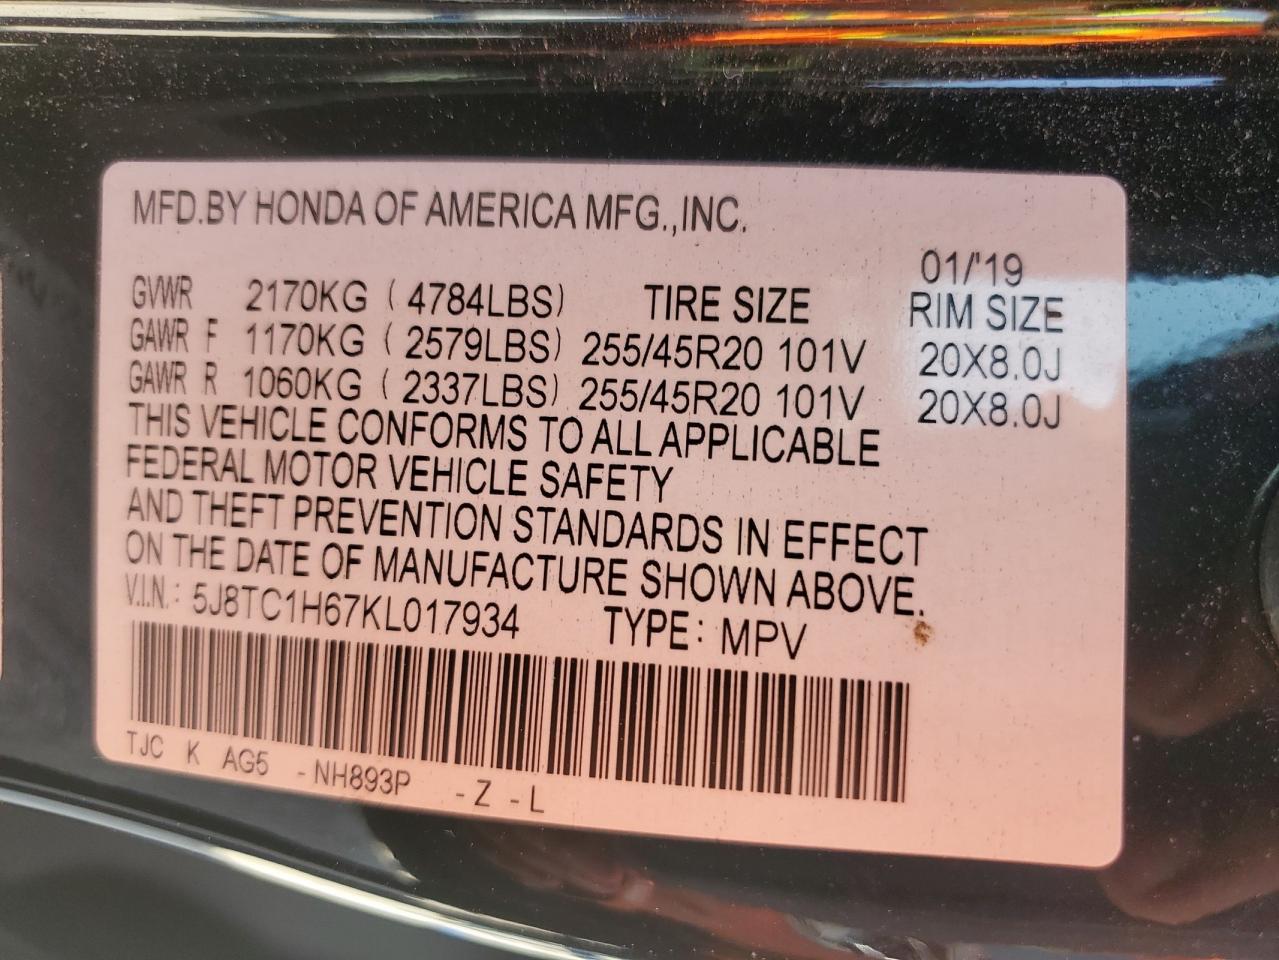 MFD.BY HONDA OF AMERICA MFG.,INC.
01/'19
GVWR 2170KG (4784LBS) TIRE SIZE RIM SIZE
GAWR F 1170KG (2579LBS) 255/45R20 101V 20X8.0J
GAWR R 1060KG (2337LBS) 255/45R20 101V 20X8.0J
THIS VEHICLE CONFORMS TO ALL APPLICABLE
FEDERAL MOTOR VEHICLE SAFETY
AND THEFT PREVENTION STANDARDS IN EFFECT
ON THE DATE OF MANUFACTURE SHOWN ABOVE.
V.I.N.: 5J8TC1H67KL017934 TYPE: MPV
TJC K AG5 -NH893P -Z -L